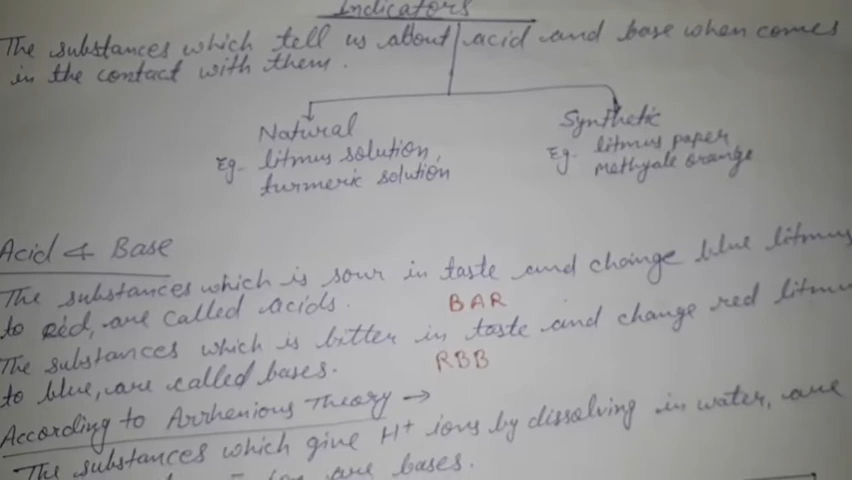 Indicators
The substances which tell us about acid and base when comes
in the contact with them.
Natural
Eg. litmus solution,
turmeric solution
Synthetic
Eg. litmus paper
methyale orange
Acid & Base
The substances which is sour in taste and change blue litmus
to red, are called acids. BAR
The substances which is bitter in taste and change red litmus
to blue, are called bases. RBB
According to Arrhenious Theory →
The substances which give H+ ions by dissolving in water, are
are bases.